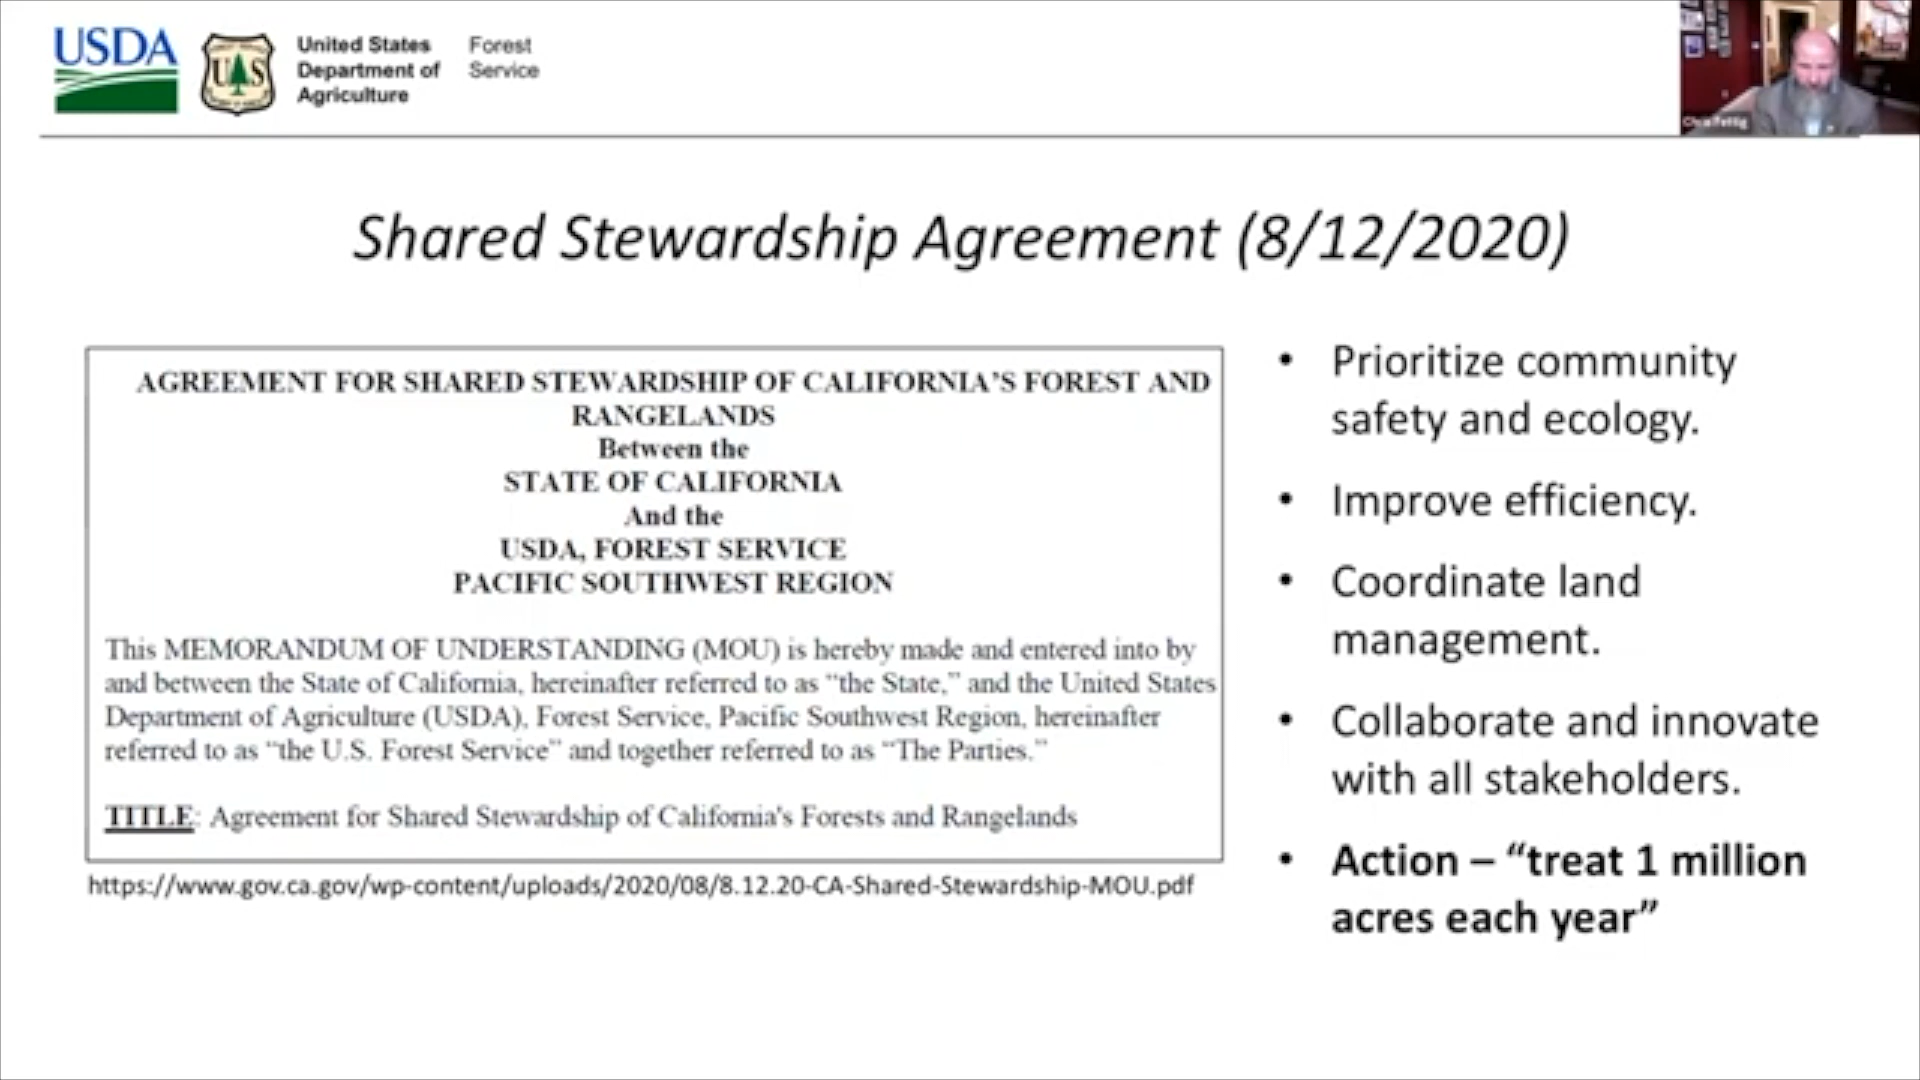 USDA
UAS
United States
Department of
Agriculture
Forest
Service
Chris Fettig
Shared Stewardship Agreement (8/12/2020)
AGREEMENT FOR SHARED STEWARDSHIP OF CALIFORNIA'S FOREST AND
RANGELANDS
Between the
STATE OF CALIFORNIA
And the
USDA, FOREST SERVICE
PACIFIC SOUTHWEST REGION
This MEMORANDUM OF UNDERSTANDING (MOU) is hereby made and entered into by
and between the State of California, hereinafter referred to as “the State,” and the United States
Department of Agriculture (USDA), Forest Service, Pacific Southwest Region, hereinafter
referred to as “the U.S. Forest Service” and together referred to as “The Parties.”
TITLE: Agreement for Shared Stewardship of California's Forests and Rangelands
https://www.gov.ca.gov/wp-content/uploads/2020/08/8.12.20-CA-Shared-Stewardship-MOU.pdf
• Prioritize community
safety and ecology.
• Improve efficiency.
• Coordinate land
management.
• Collaborate and innovate
with all stakeholders.
• Action – “treat 1 million
acres each year”